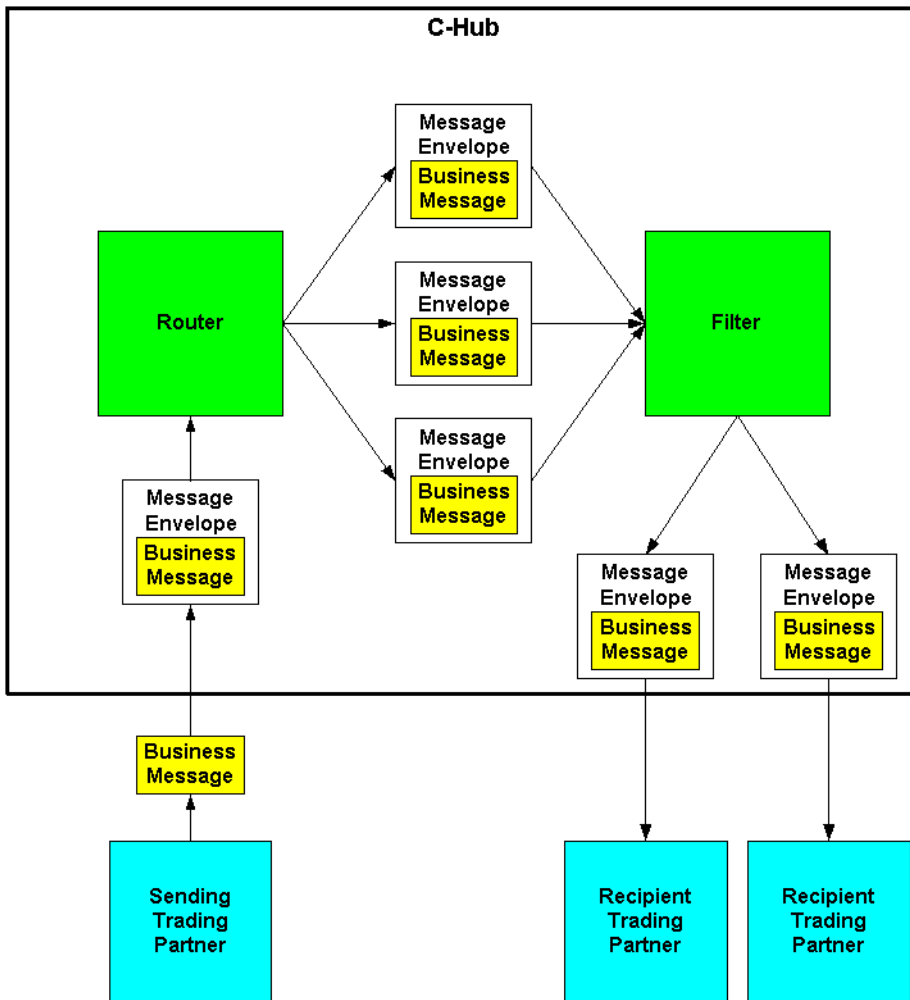 C-Hub
Message
Envelope
Business
Message
Router
Message
Envelope
Business
Message
Filter
Message
Envelope
Business
Message
Message
Envelope
Business
Message
Message
Envelope
Business
Message
Message
Envelope
Business
Message
Business
Message
Sending
Trading
Partner
Recipient
Trading
Partner
Recipient
Trading
Partner